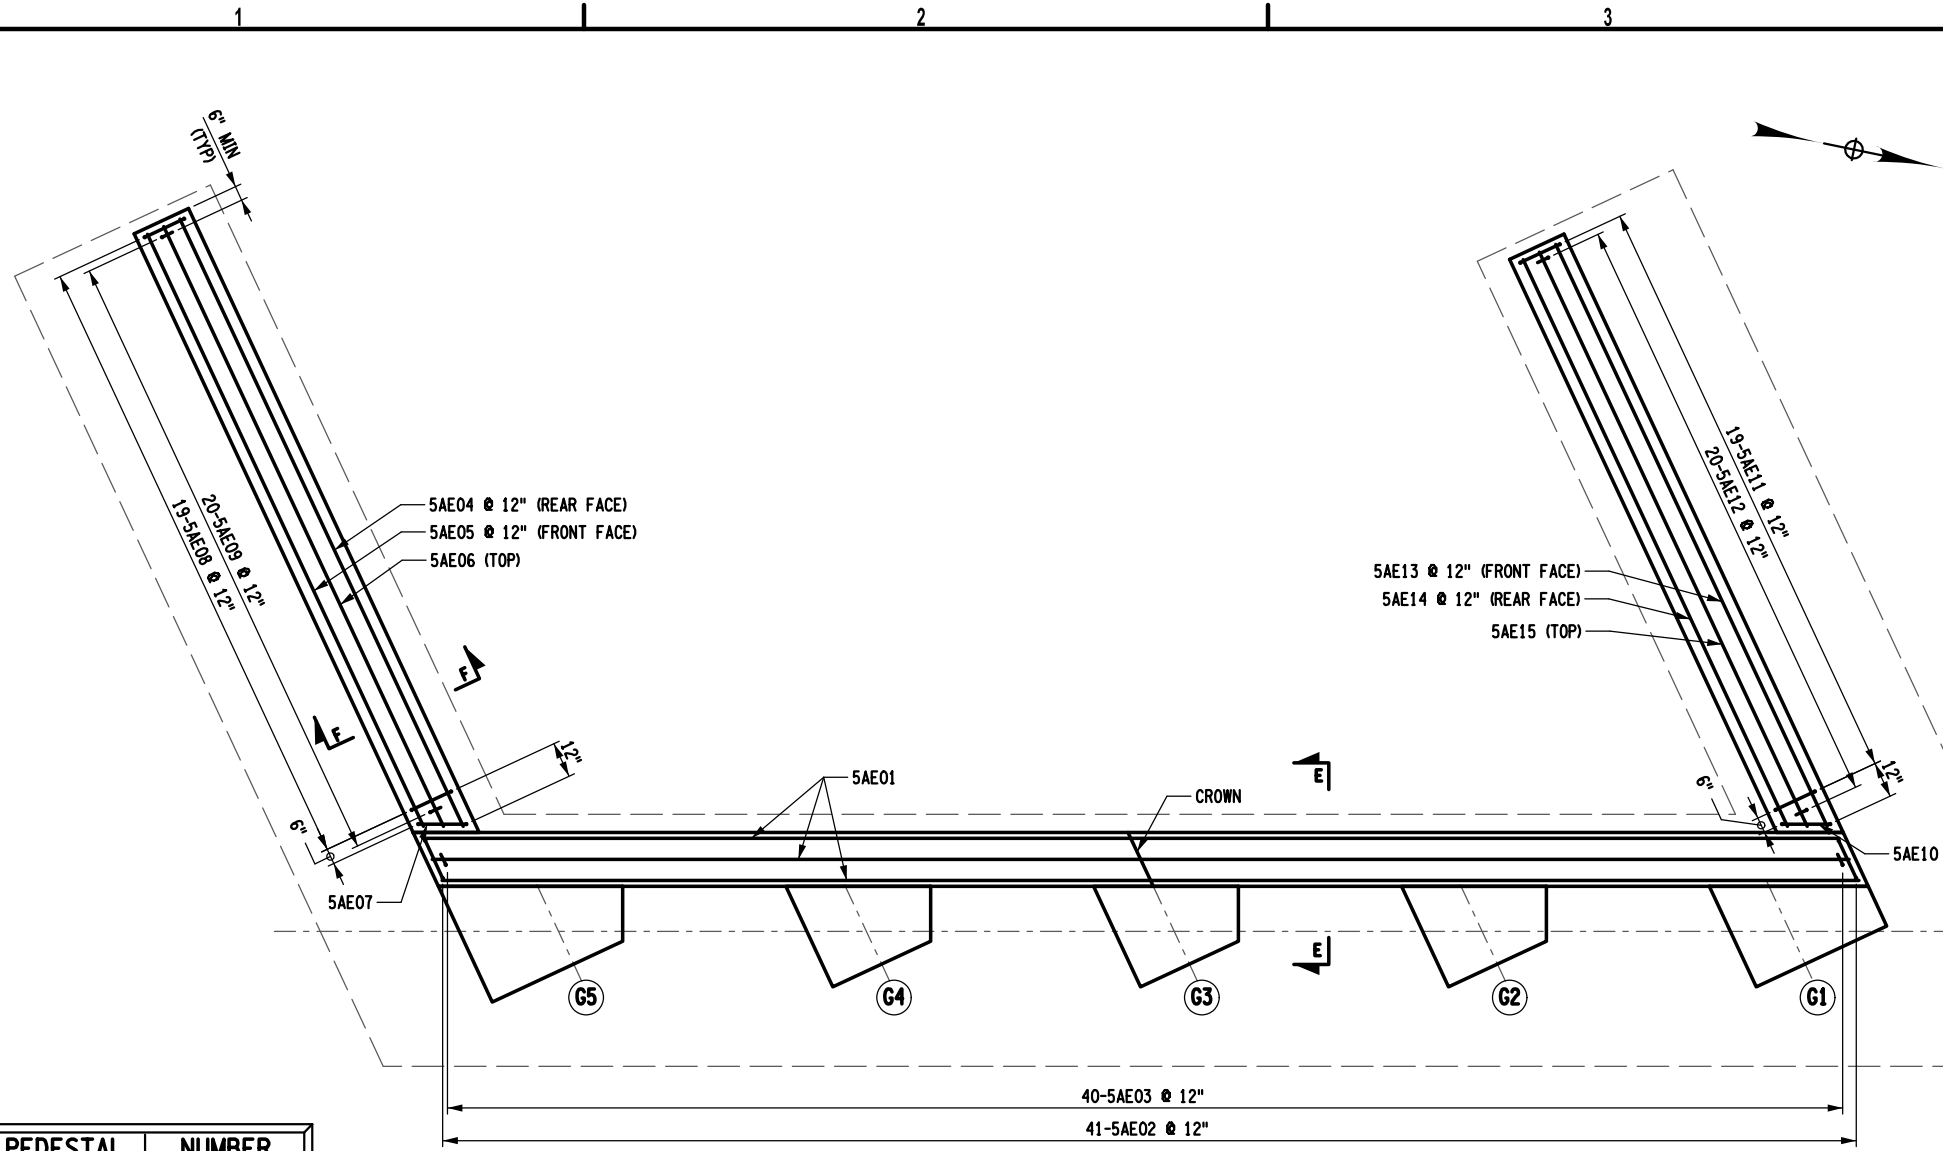 1
2
3
6" MIN
(TYP)
5AE04 @ 12" (REAR FACE)
5AE05 @ 12" (FRONT FACE)
5AE06 (TOP)
20-5AE09 @ 12"
19-5AE08 @ 12"
19-5AE11 @ 12"
20-5AE12 @ 12"
5AE13 @ 12" (FRONT FACE)
5AE14 @ 12" (REAR FACE)
5AE15 (TOP)
F
F
12"
6"
5AE01
E
CROWN
6"
12"
5AE10
5AE07
E
G5
G4
G3
G2
G1
40-5AE03 @ 12"
41-5AE02 @ 12"
PEDESTAL NUMBER